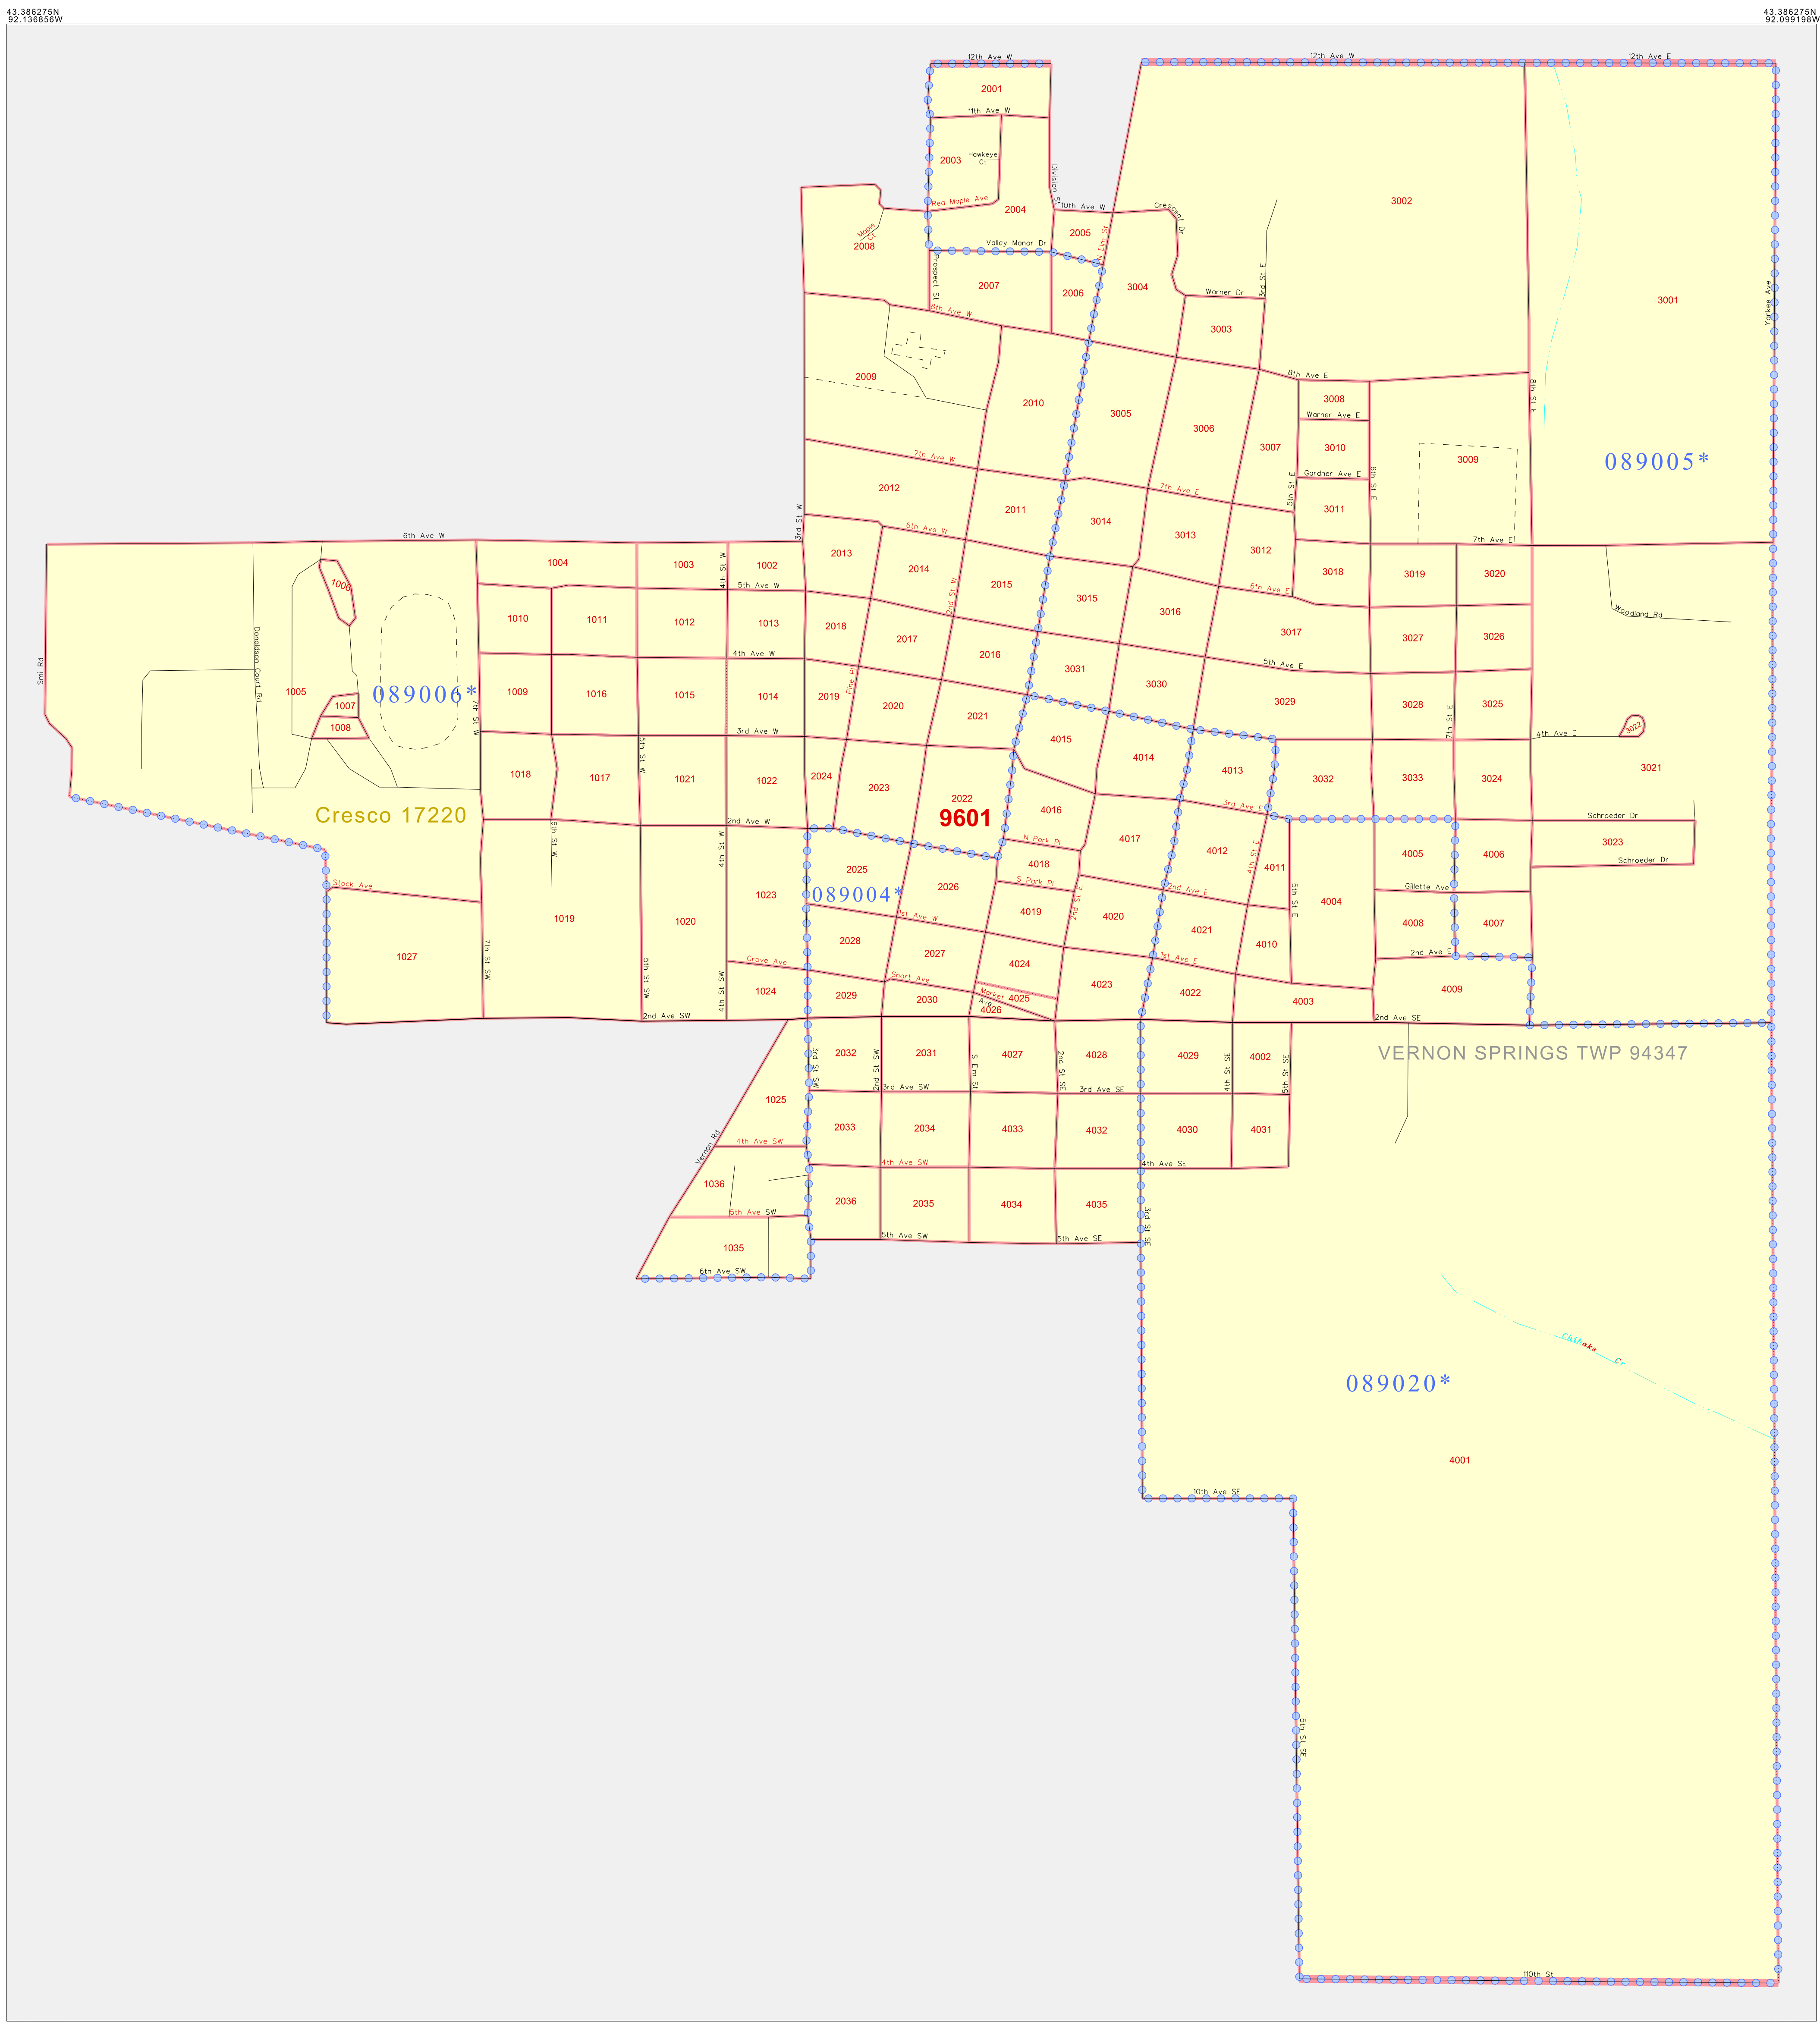 43.386275N
92.136856W
43.386275N
92.099198W
12th Ave W
12th Ave W
12th Ave E
2001
11th Ave W
2003
Hawkeye
Ct
Division St
3002
Red Maple Ave
2004
10th Ave W
Crescent Dr
2005
N Elm St
Maple
Ct
2008
Valley Manor Dr
Prospect St
2007
2006
3004
Warner Dr
3rd St E
3001
Yankee Ave
8th Ave W
3003
2009
8th Ave E
8th St E
3008
2010
3005
Warner Ave E
3006
3007
3010
3009
089005*
7th Ave W
Gardner Ave E
5th St E
6th St E
2012
7th Ave E
2011
3014
3011
3rd St W
6th Ave W
6th Ave W
3013
7th Ave E
2013
3012
1004
1003
1002
4th St W
2014
3018
3019
3020
1006
5th Ave W
2015
2nd St W
3015
6th Ave E
3016
Woodland Rd
1010
1011
1012
1013
2018
2017
3017
3027
3026
Donaldson Court Rd
Smi Rd
4th Ave W
2016
5th Ave E
3031
Pine Pl
3030
1005
089006*
1009
1016
1015
1014
2019
2020
3029
3028
3025
1007
7th St W
2021
7th St E
1008
3022
3rd Ave W
4015
4th Ave E
5th St W
4014
4013
3021
1018
1017
1021
1022
2024
2023
3032
3033
3024
2022
3rd Ave E
4016
Cresco 17220
9601
2nd Ave W
Schroeder Dr
6th St W
4th St W
N Park Pl
4017
4012
4th St E
3023
4018
4005
4006
Schroeder Dr
2025
4011
089004*
S Park Pl
2nd Ave E
Gillette Ave
Stock Ave
2026
2nd St E
5th St E
1023
4019
4004
1st Ave W
4020
1019
1020
4008
4007
4021
2028
4010
7th St SW
2027
1st Ave E
2nd Ave E
1027
Grove Ave
4024
5th St SW
4th St SW
Short Ave
4023
1024
2029
Market
Ave
4025
4022
4003
4009
2030
4026
2nd Ave SW
2nd Ave SE
3rd St SW
2032
2nd St SW
2031
S Elm St
4027
2nd St SE
4028
4029
4th St SE
4002
5th St SE
VERNON SPRINGS TWP 94347
3rd Ave SW
3rd Ave SE
1025
2033
2034
4033
4032
4030
4031
Vernon Rd
4th Ave SW
4th Ave SW
4th Ave SE
1036
2036
2035
4034
4035
5th Ave SW
3rd St SE
5th Ave SW
5th Ave SE
1035
6th Ave SW
089020*
4001
10th Ave SE
5th St SE
110th St